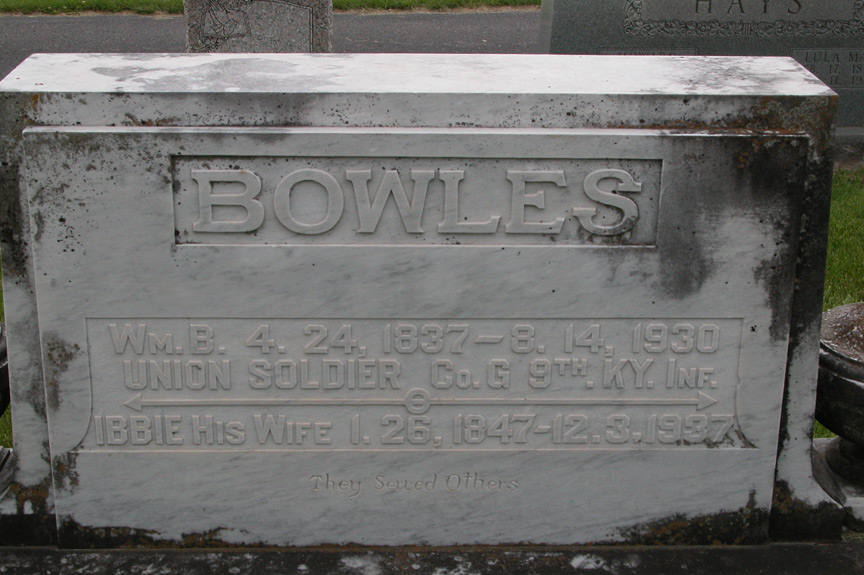 HAYS
LULA M.
BOWLES
WM. B. 4. 24, 1837 – 8. 14, 1930
UNION SOLDIER CO. G 9TH. KY. INF.
IBBIE HIS WIFE 1. 26, 1847 - 12. 3, 1937
They Served Others